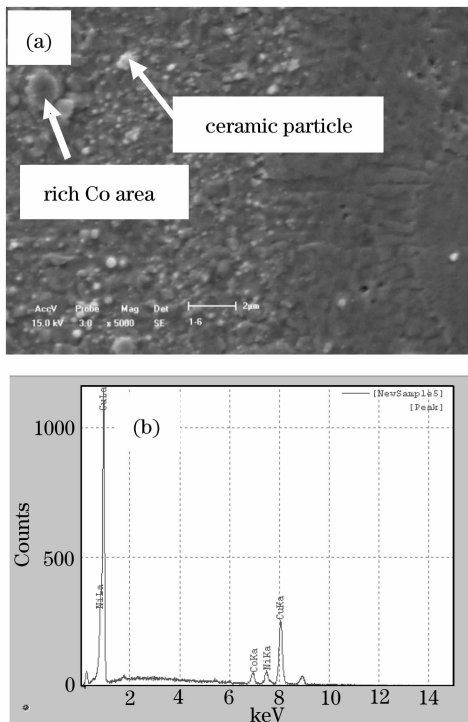 (a)
ceramic particle
rich Co area
AccV Probe Mag Det
15.0 kV 3.0 x 5000 SE 1-6 2μm
[NewSample5]
[Peak]
(b)
CuLa
NiLa
CoKa
NiKa
CuKa
Counts
1000
500
0
2 4 6 8 10 12 14
keV